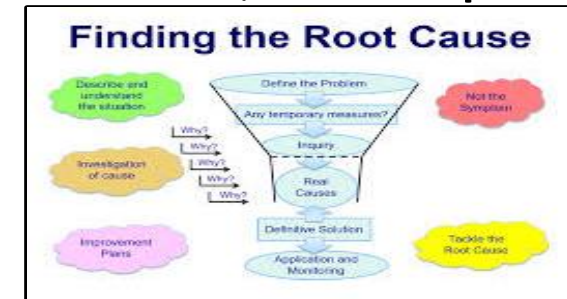 Finding the Root Cause
Describe and
understand
the situation
Define the Problem
Not the
Symptom
Any temporary measures?
Why?
Why?
Why?
Why?
Why?
Inquiry
Investigation
of cause
Real
Causes
Definitive Solution
Improvement
Plans
Tackle the
Root Cause
Application and
Monitoring